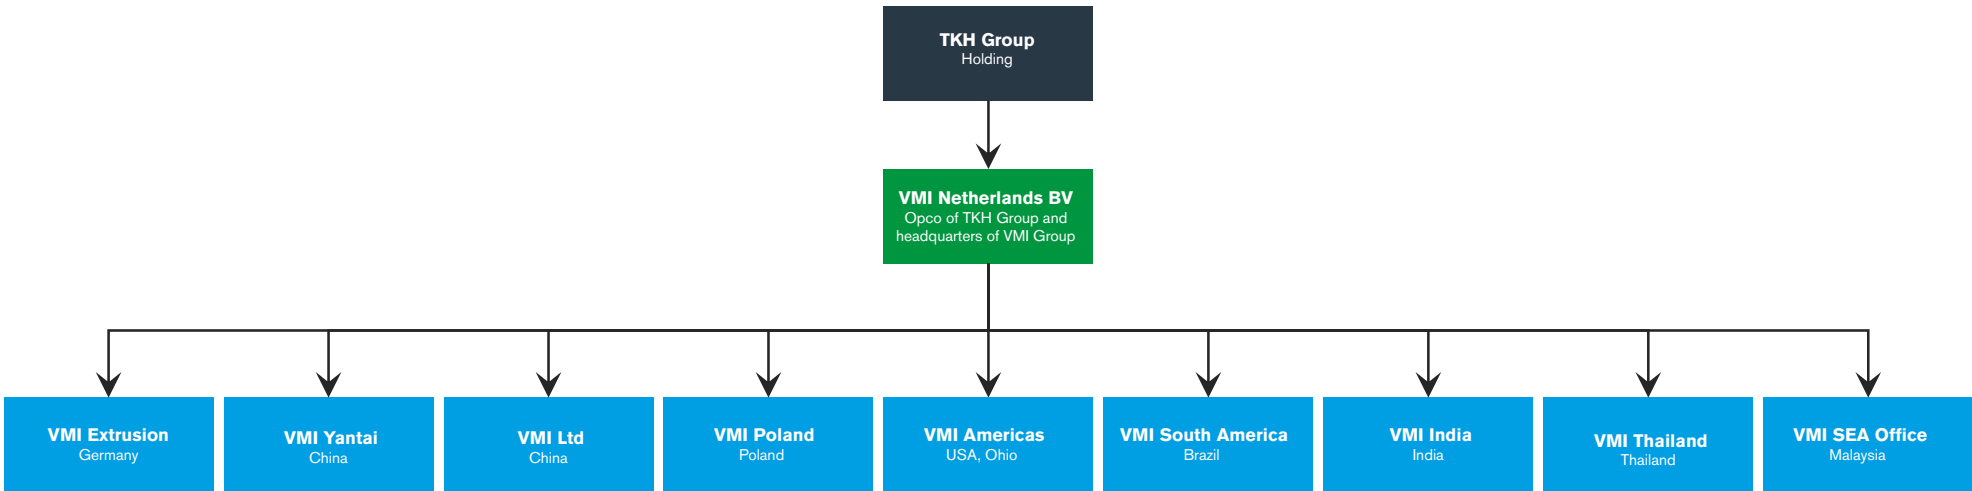 TKH Group
Holding
VMI Netherlands BV
Opco of TKH Group and
headquarters of VMI Group
VMI Extrusion
Germany
VMI Yantai
China
VMI Ltd
China
VMI Poland
Poland
VMI Americas
USA, Ohio
VMI South America
Brazil
VMI India
India
VMI Thailand
Thailand
VMI SEA Office
Malaysia